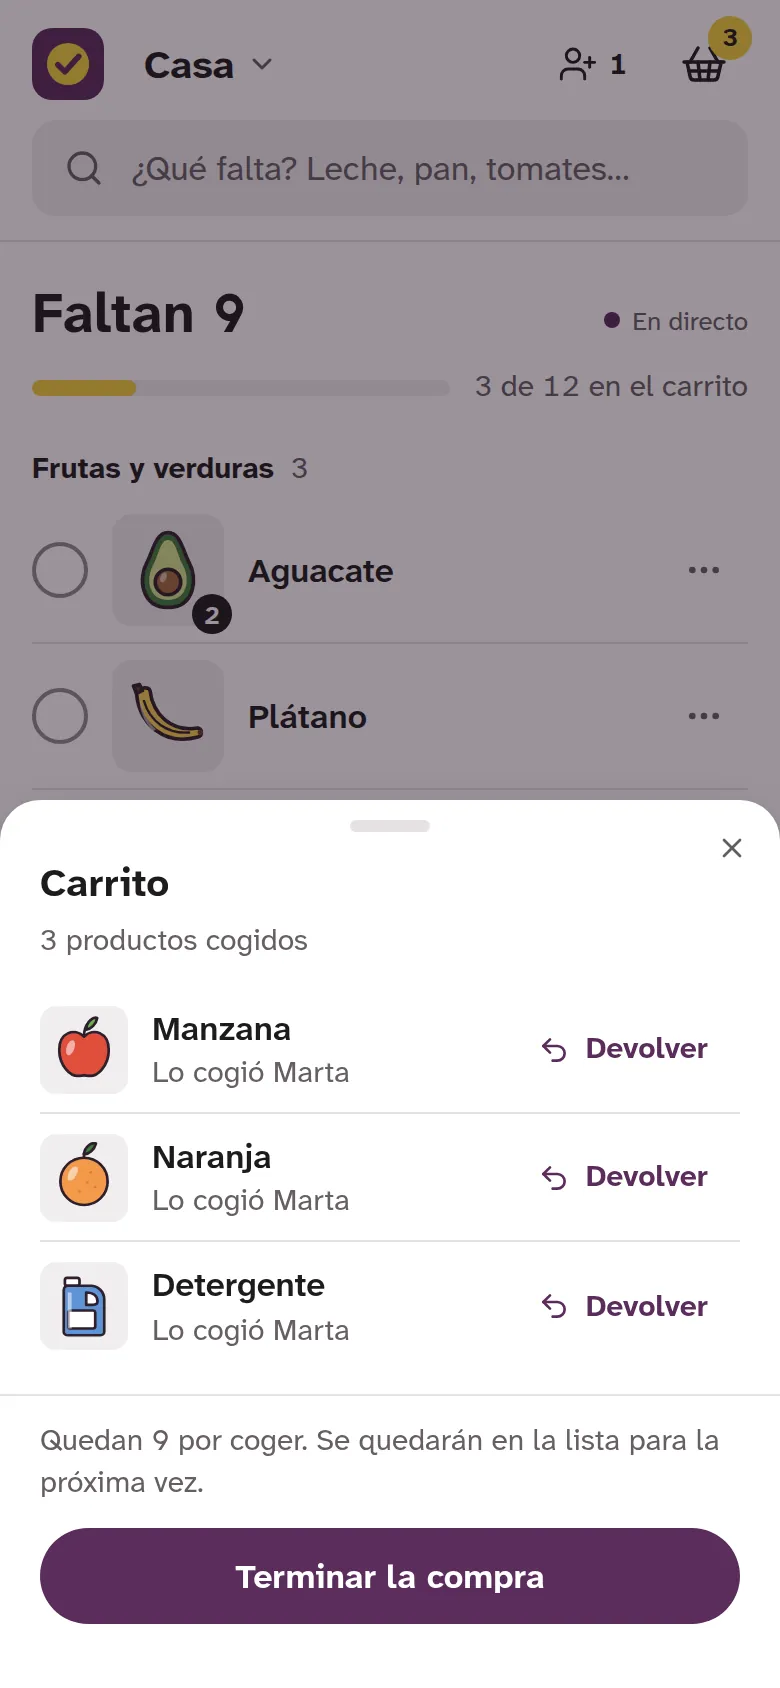 Casa
1
3
¿Qué falta? Leche, pan, tomates...
Faltan 9
En directo
3 de 12 en el carrito
Frutas y verduras 3
Aguacate
2
Plátano
Carrito
3 productos cogidos
Manzana
Lo cogió Marta
Devolver
Naranja
Lo cogió Marta
Devolver
Detergente
Lo cogió Marta
Devolver
Quedan 9 por coger. Se quedarán en la lista para la
próxima vez.
Terminar la compra